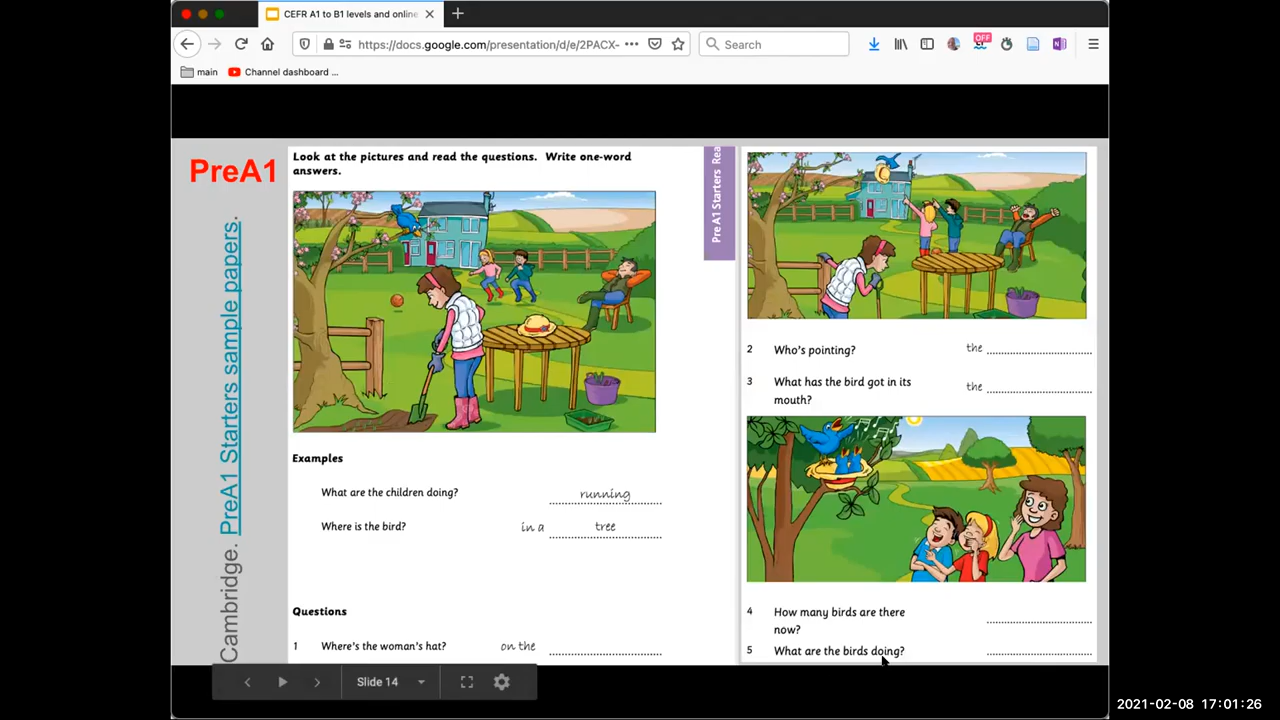 CEFR A1 to B1 levels and online
https://docs.google.com/presentation/d/e/2PACX-
Search
OFF
main
Channel dashboard ...
PreA1
Cambridge. PreA1 Starters sample papers.
Look at the pictures and read the questions. Write one-word
answers.
Examples
What are the children doing? running
Where is the bird? in a tree
Questions
1 Where's the woman's hat? on the
Pre A1 Starters Rea
2 Who's pointing? the
3 What has the bird got in its the
mouth?
4 How many birds are there
now?
5 What are the birds doing?
Slide 14
2021-02-08 17:01:26